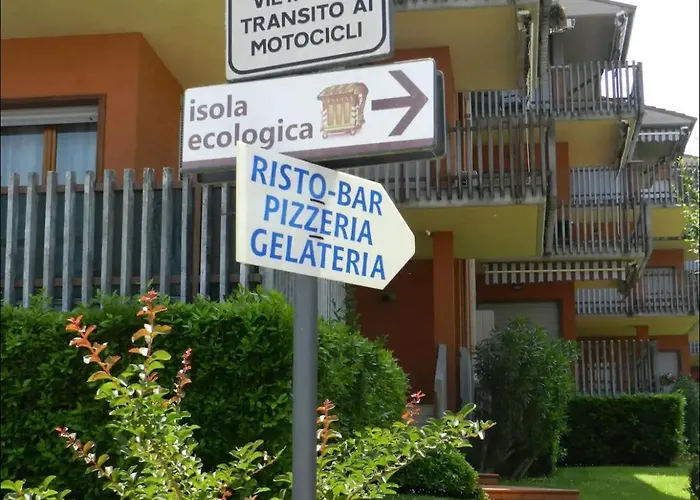 TRANSITO AI
MOTOCICLI
isola
ecologica
RISTO-BAR
PIZZERIA
GELATERIA